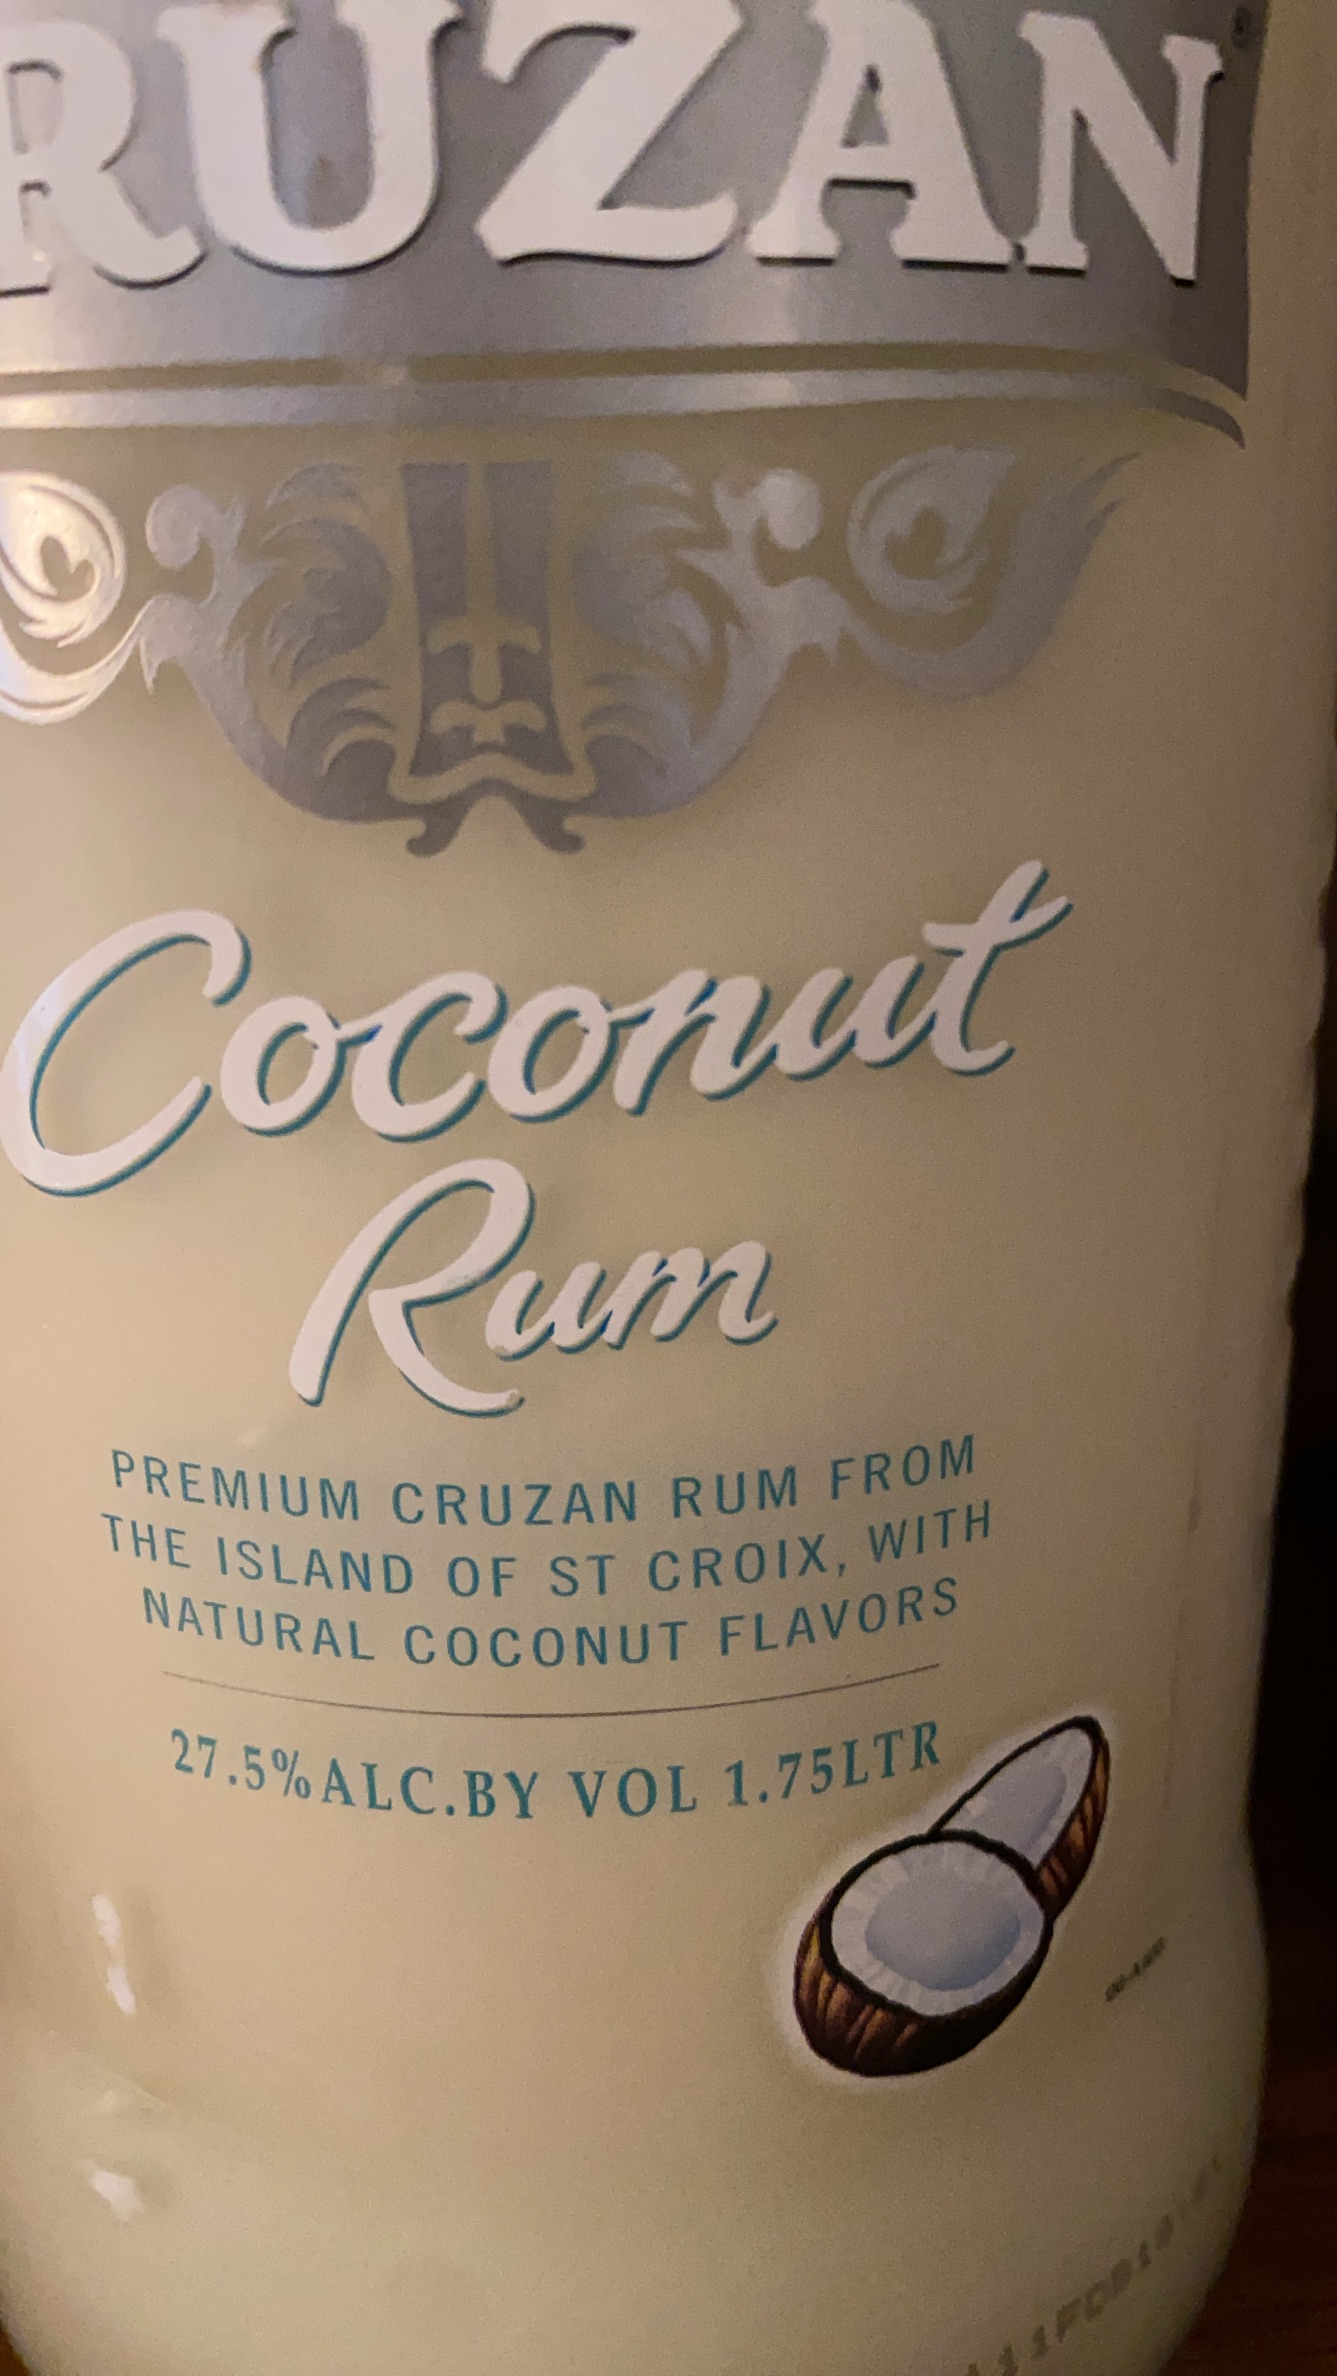 RUZAN
Coconut
Rum
PREMIUM CRUZAN RUM FROM
THE ISLAND OF ST CROIX, WITH
NATURAL COCONUT FLAVORS
27.5%ALC.BY VOL 1.75LTR